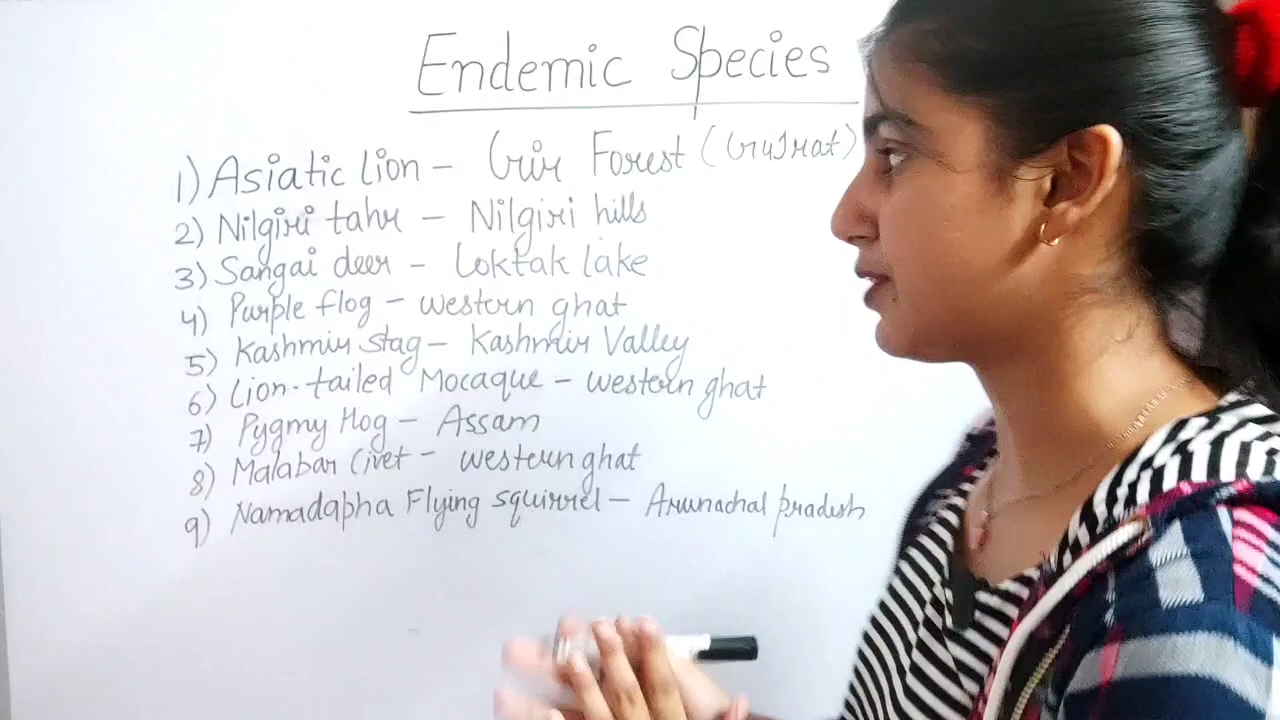 Endemic Species
1) Asiatic lion - Gir Forest (GuJrat)
2) Nilgiri tahr - Nilgiri hills
3) Sangai deer - Loktak lake
4) Purple flog - western ghat
5) Kashmir stag - Kashmir Valley
6) Lion-tailed Mocaque - western ghat
7) Pygmy Hog - Assam
8) Malabar Civet - western ghat
9) Namadapha Flying squirrel - Arunachal pradesh